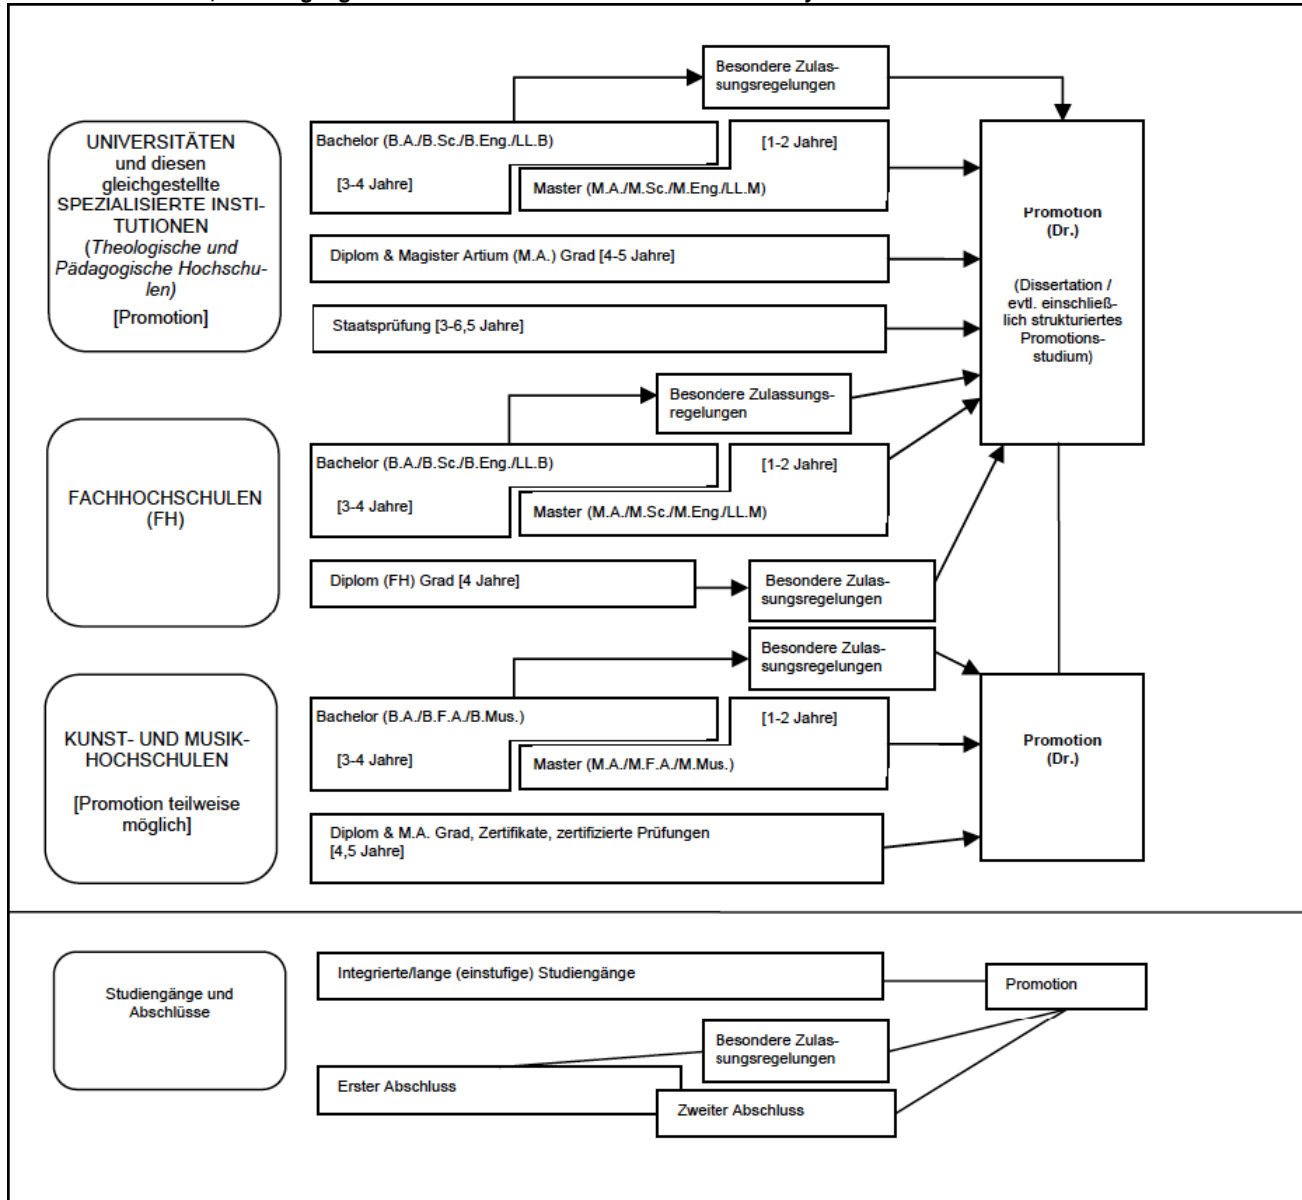 Besondere Zulas-
sungsregelungen
UNIVERSITÄTEN
und diesen
gleichgestellte
SPEZIALISIERTE INSTI-
TUTIONEN
(Theologische und
Pädagogische Hochschu-
len)
[Promotion]
Bachelor (B.A./B.Sc./B.Eng./LL.B)
[3-4 Jahre]
[1-2 Jahre]
Master (M.A./M.Sc./M.Eng./LL.M)
Diplom & Magister Artium (M.A.) Grad [4-5 Jahre]
Staatsprüfung [3-6,5 Jahre]
Promotion
(Dr.)
(Dissertation /
evtl. einschließ-
lich strukturiertes
Promotions-
studium)
Besondere Zulassungs-
regelungen
FACHHOCHSCHULEN
(FH)
Bachelor (B.A./B.Sc./B.Eng./LL.B)
[3-4 Jahre]
[1-2 Jahre]
Master (M.A./M.Sc./M.Eng./LL.M)
Diplom (FH) Grad [4 Jahre]
Besondere Zulas-
sungsregelungen
Besondere Zulas-
sungsregelungen
KUNST- UND MUSIK-
HOCHSCHULEN
[Promotion teilweise
möglich]
Bachelor (B.A./B.F.A./B.Mus.)
[3-4 Jahre]
[1-2 Jahre]
Master (M.A./M.F.A./M.Mus.)
Diplom & M.A. Grad, Zertifikate, zertifizierte Prüfungen
[4,5 Jahre]
Promotion
(Dr.)
Studiengänge und
Abschlüsse
Integrierte/lange (einstufige) Studiengänge
Promotion
Besondere Zulas-
sungsregelungen
Erster Abschluss
Zweiter Abschluss